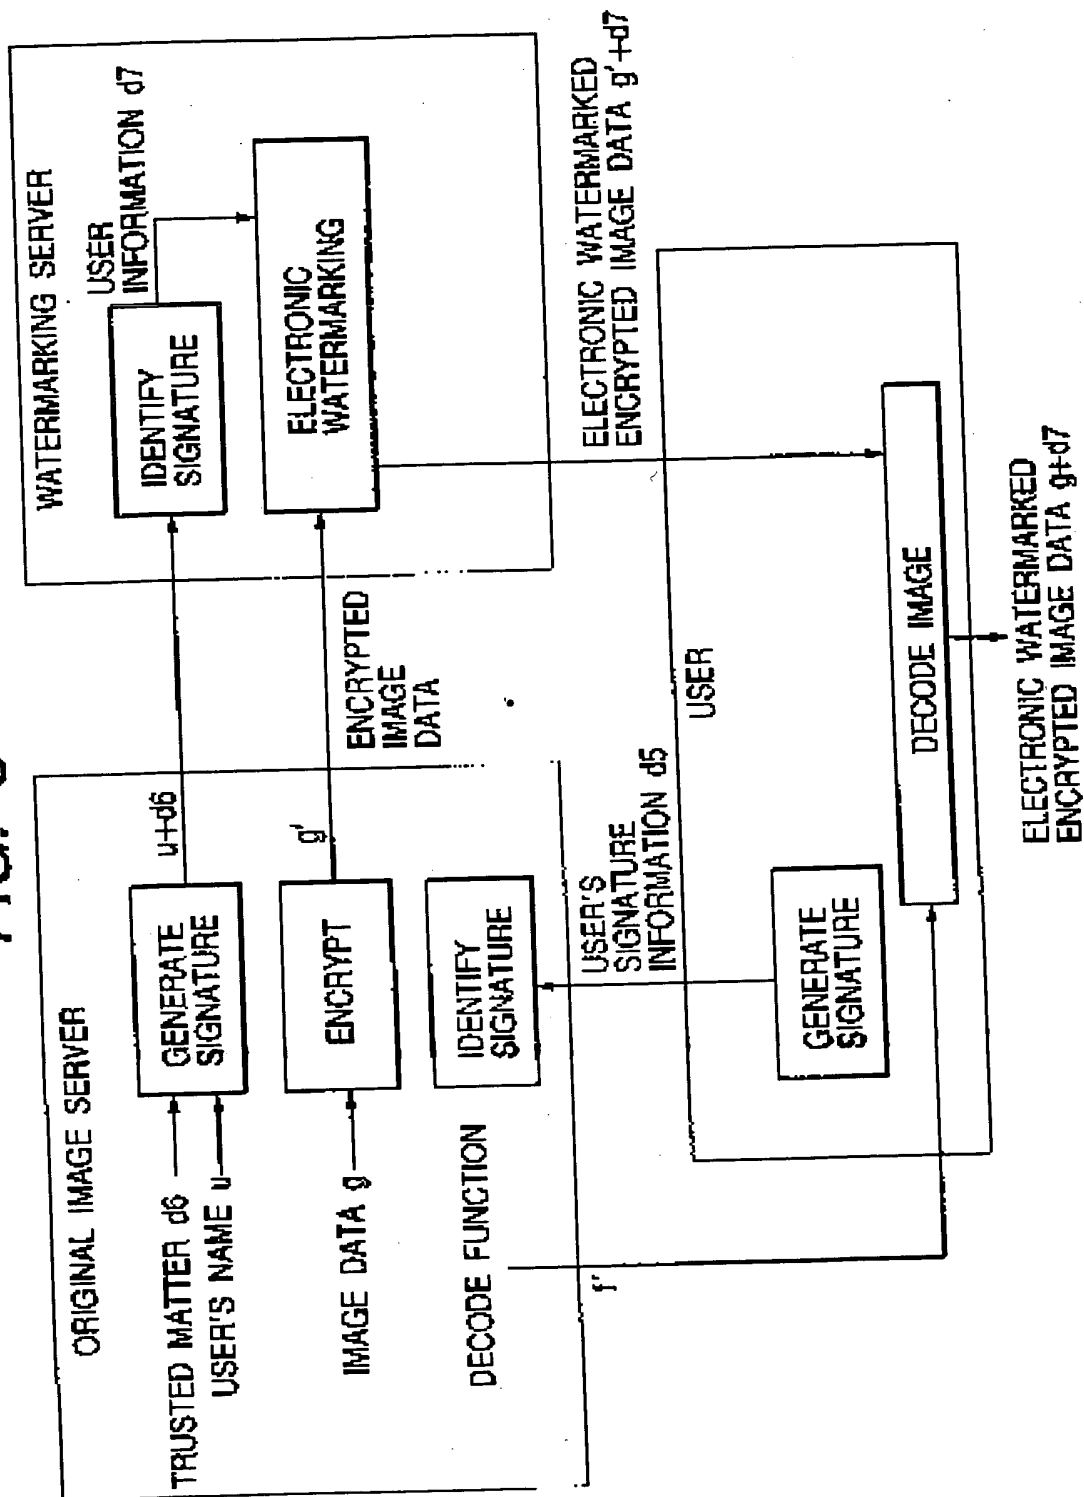 ORIGINAL IMAGE SERVER
TRUSTED MATTER d6
USER'S NAME u
GENERATE
SIGNATURE
u+d6
IMAGE DATA g
ENCRYPT
g'
ENCRYPTED
IMAGE
DATA
DECODE FUNCTION
IDENTIFY
SIGNATURE
f'
WATERMARKING SERVER
IDENTIFY
SIGNATURE
USER
INFORMATION d7
ELECTRONIC
WATERMARKING
ELECTRONIC WATERMARKED
ENCRYPTED IMAGE DATA g'+d7
USER'S
SIGNATURE
INFORMATION d5
USER
GENERATE
SIGNATURE
DECODE IMAGE
ELECTRONIC WATERMARKED
ENCRYPTED IMAGE DATA g+d7